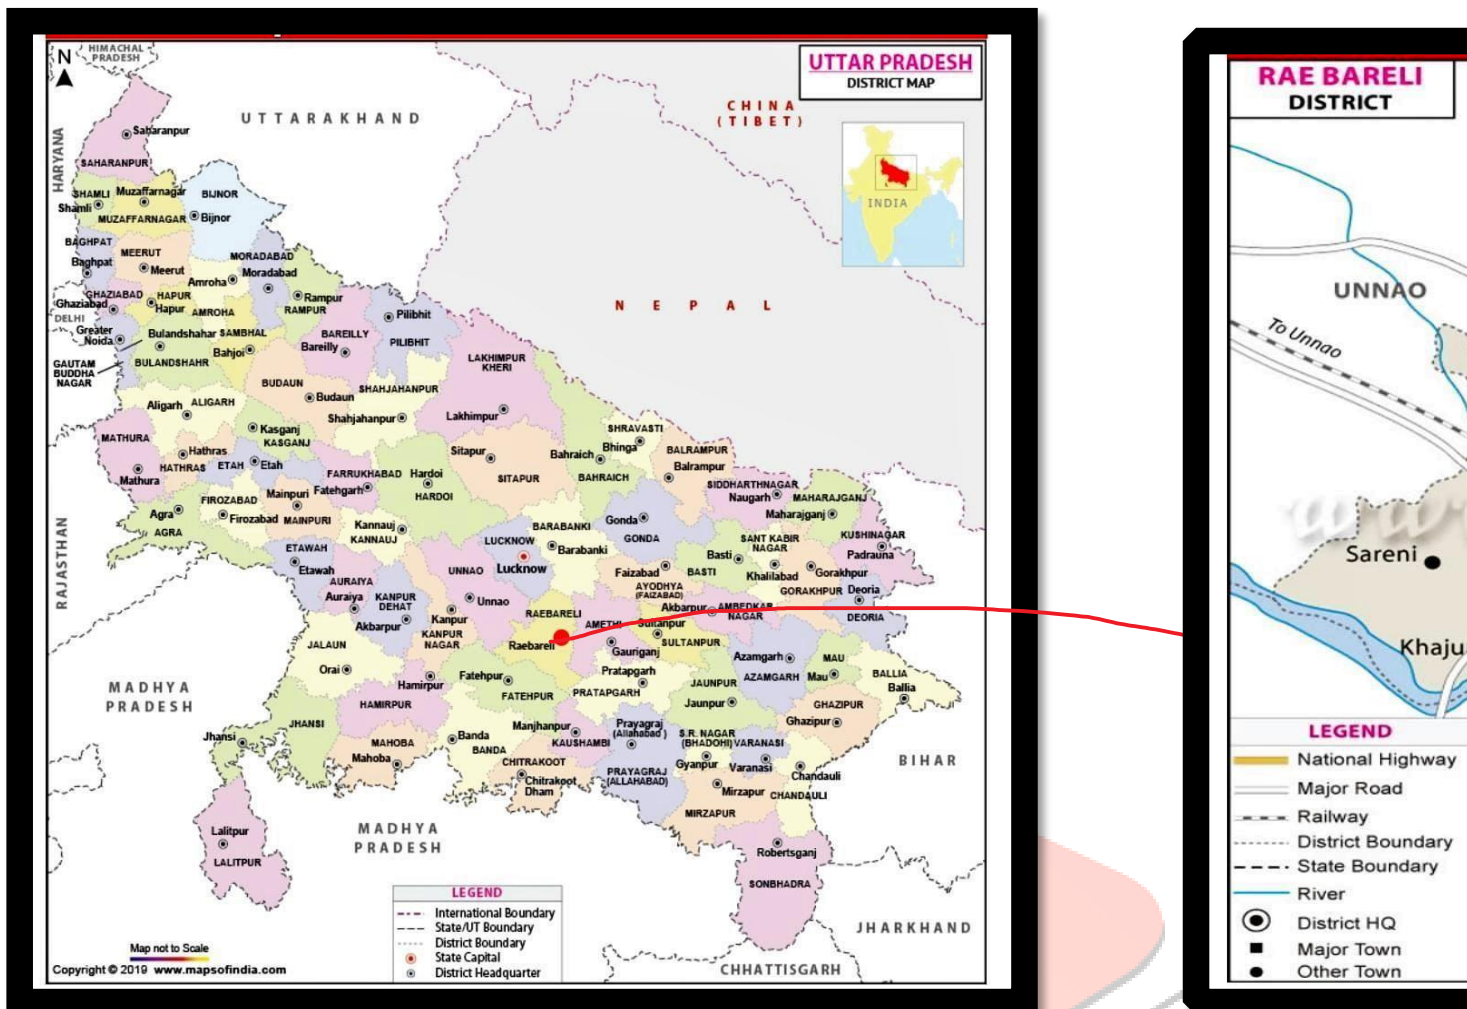 N
HIMACHAL
PRADESH
UTTAR PRADESH
DISTRICT MAP
UTTARAKHAND
CHINA
(TIBET)
HARYANA
INDIA
NEPAL
Saharanpur
SAHARANPUR
SHAMLI
Shamli
Muzaffarnagar
MUZAFFARNAGAR
BIJNOR
Bijnor
BAGHPAT
Baghpat
MEERUT
Meerut
MORADABAD
Moradabad
Amroha
AMROHA
GHAZIABAD
Ghaziabad
HAPUR
Hapur
Rampur
RAMPUR
DELHI
Greater
Noida
GAUTAM
BUDDHA
NAGAR
Bulandshahar
BULANDSHAHR
SAMBHAL
Bahjoi
BAREILLY
Bareilly
Pilibhit
PILIBHIT
LAKHIMPUR
KHERI
Lakhimpur
BUDAUN
Budaun
SHAHJAHANPUR
Shahjahanpur
Aligarh
ALIGARH
Kasganj
KASGANJ
MATHURA
Mathura
Hathras
HATHRAS
ETAH
Etah
FARRUKHABAD
Fatehgarh
Hardoi
HARDOI
Sitapur
SITAPUR
Bahraich
BAHRAICH
SHRAVASTI
Bhinga
BALRAMPUR
Balrampur
SIDDHARTHNAGAR
Naugarh
MAHARAJGANJ
Maharajganj
KUSHINAGAR
Padrauna
RAJASTHAN
Agra
AGRA
FIROZABAD
Firozabad
Mainpuri
MAINPURI
Kannauj
KANNAUJ
ETAWAH
Etawah
AURAIYA
Auraiya
KANPUR
DEHAT
Akbarpur
Kanpur
KANPUR
NAGAR
UNNAO
Unnao
LUCKNOW
Lucknow
BARABANKI
Barabanki
Gonda
GONDA
Faizabad
AYODHYA
(FAIZABAD)
Basti
BASTI
SANT KABIR
NAGAR
Khalilabad
Gorakhpur
GORAKHPUR
Deoria
DEORIA
RAEBARELI
Raebareli
AMETHI
Gauriganj
Sultanpur
SULTANPUR
Akbarpur
AMBEDKAR
NAGAR
Azamgarh
AZAMGARH
MAU
Mau
BALLIA
Ballia
JALAUN
Orai
Hamirpur
HAMIRPUR
Fatehpur
FATEHPUR
Pratapgarh
PRATAPGARH
JAUNPUR
Jaunpur
GHAZIPUR
Ghazipur
MADHYA
PRADESH
JHANSI
Jhansi
MAHOBA
Mahoba
Banda
BANDA
Manjhanpur
KAUSHAMBI
CHITRAKOOT
Chitrakoot
Dham
Prayagraj
(Allahabad)
PRAYAGRAJ
(ALLAHABAD)
S.R. NAGAR
(BHADOHI)
Gyanpur
VARANASI
Varanasi
Chandauli
CHANDAULI
Mirzapur
MIRZAPUR
BIHAR
Lalitpur
LALITPUR
MADHYA
PRADESH
Robertsganj
SONBHADRA
JHARKHAND
CHHATTISGARH
LEGEND
International Boundary
State/UT Boundary
District Boundary
State Capital
District Headquarter
Map not to Scale
Copyright © 2019 www.mapsofindia.com
RAE BARELI
DISTRICT
UNNAO
To Unnao
Sareni
Khaju
LEGEND
National Highway
Major Road
Railway
District Boundary
State Boundary
River
District HQ
Major Town
Other Town